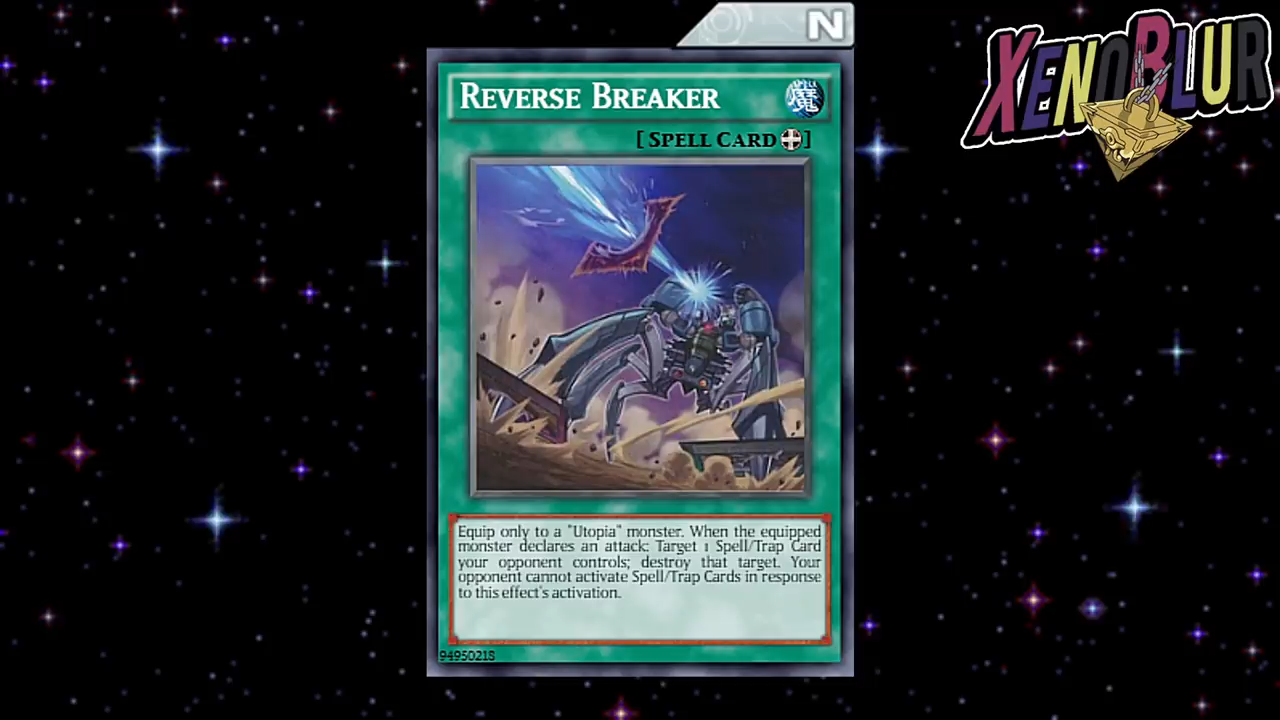 N
XENOBLUR
REVERSE BREAKER
魔
[ SPELL CARD ]
Equip only to a "Utopia" monster. When the equipped
monster declares an attack: Target 1 Spell/Trap Card
your opponent controls; destroy that target. Your
opponent cannot activate Spell/Trap Cards in response
to this effect's activation.
94950218